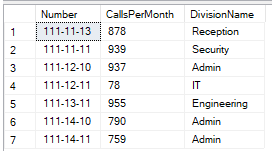 Number CallsPerMonth DivisionName
1 111-11-13 878 Reception
2 111-11-11 939 Security
3 111-12-10 937 Admin
4 111-12-11 78 IT
5 111-13-11 955 Engineering
6 111-14-10 790 Admin
7 111-14-11 759 Admin